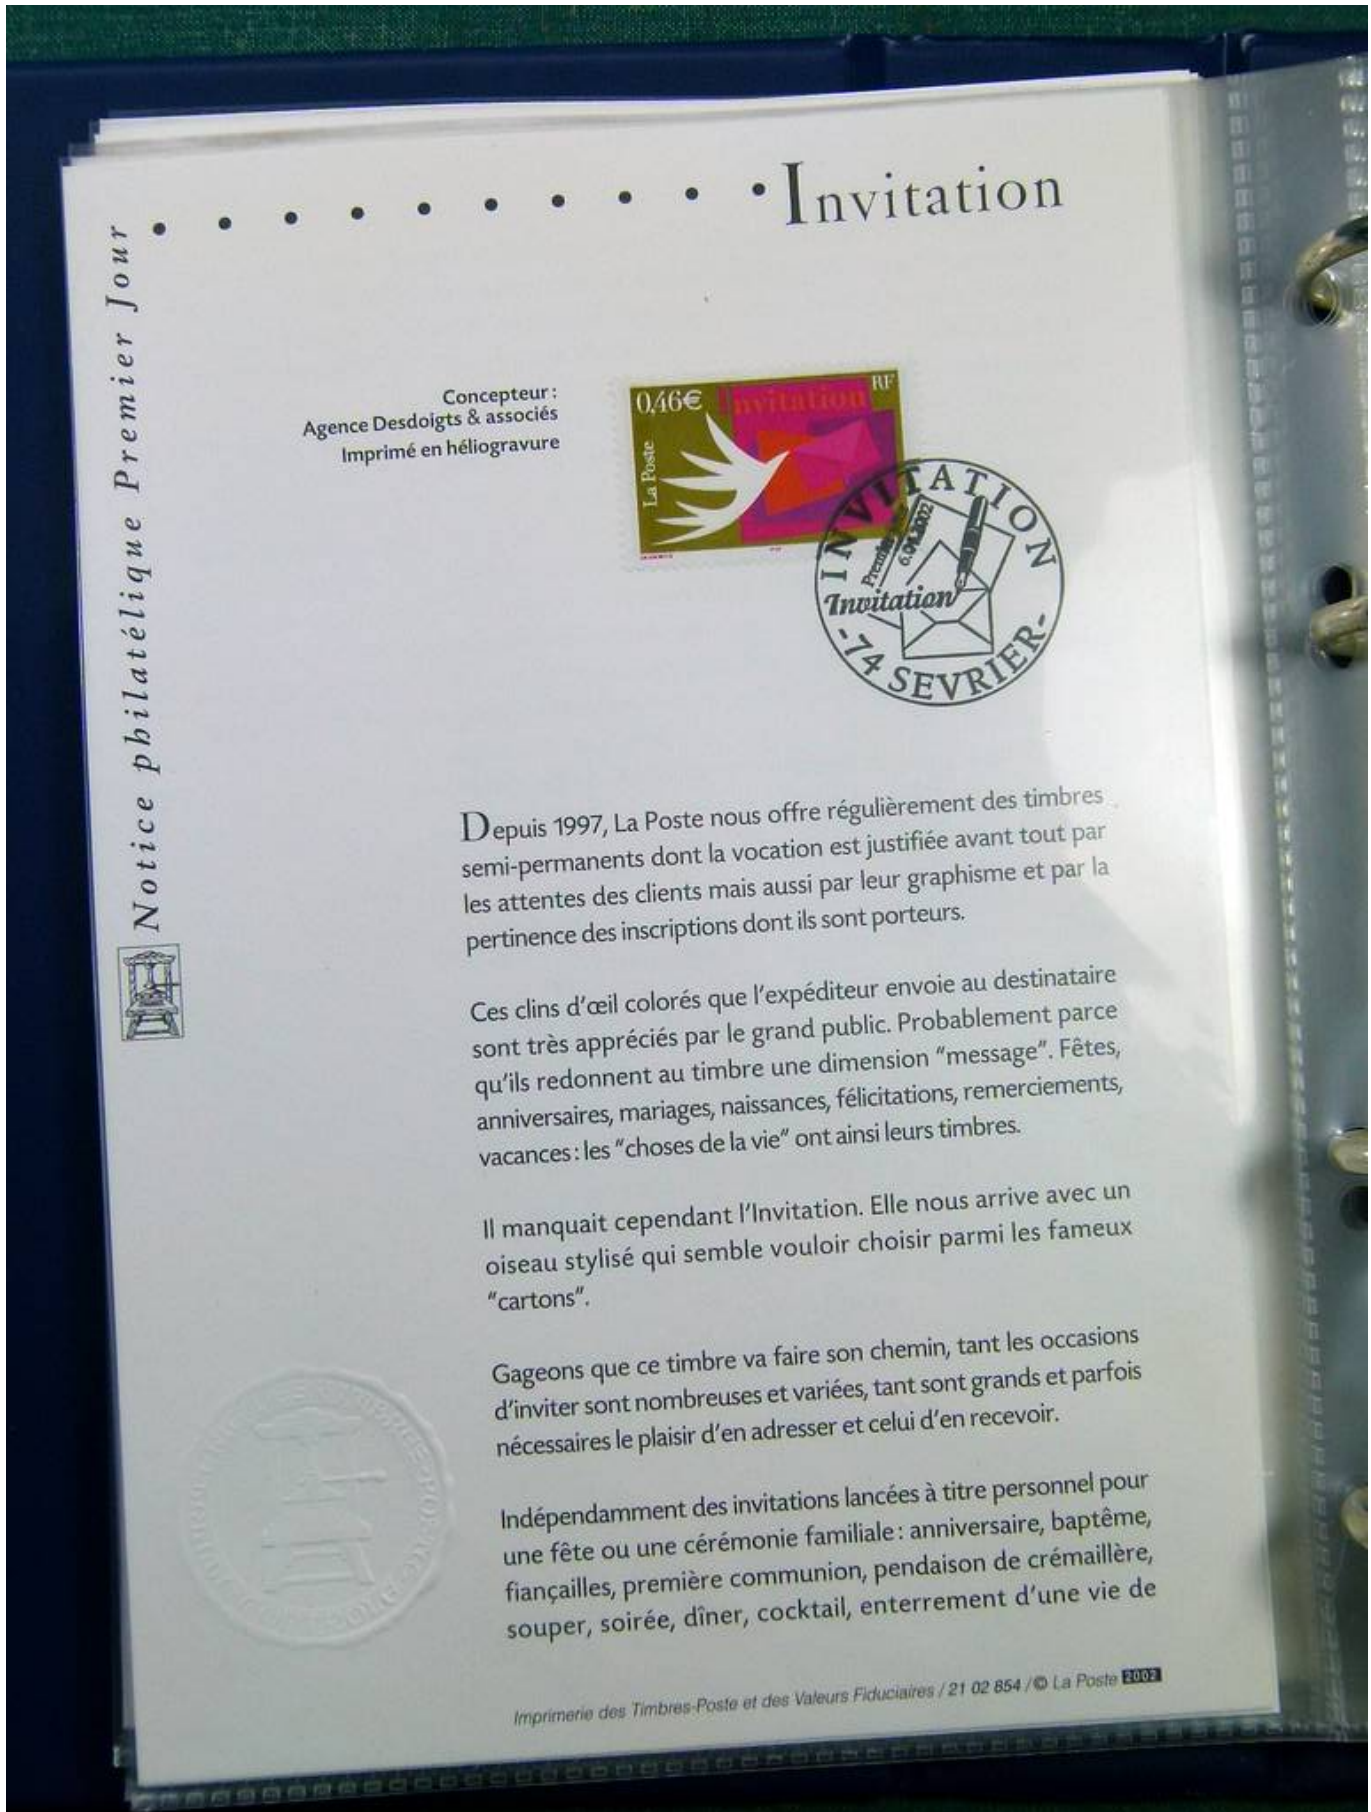 Invitation
Notice philatélique Premier Jour
Concepteur :
Agence Desdoigts & associés
Imprimé en héliogravure
0,46€
Invitation
RF
La Poste
INVITATION
Premier
2002
Invitation
-74 SEVRIER-
Depuis 1997, La Poste nous offre régulièrement des timbres
semi-permanents dont la vocation est justifiée avant tout par
les attentes des clients mais aussi par leur graphisme et par la
pertinence des inscriptions dont ils sont porteurs.
Ces clins d'œil colorés que l'expéditeur envoie au destinataire
sont très appréciés par le grand public. Probablement parce
qu'ils redonnent au timbre une dimension "message". Fêtes,
anniversaires, mariages, naissances, félicitations, remerciements,
vacances : les "choses de la vie" ont ainsi leurs timbres.
Il manquait cependant l'Invitation. Elle nous arrive avec un
oiseau stylisé qui semble vouloir choisir parmi les fameux
"cartons".
Gageons que ce timbre va faire son chemin, tant les occasions
d'inviter sont nombreuses et variées, tant sont grands et parfois
nécessaires le plaisir d'en adresser et celui d'en recevoir.
Indépendamment des invitations lancées à titre personnel pour
une fête ou une cérémonie familiale : anniversaire, baptême,
fiançailles, première communion, pendaison de crémaillère,
souper, soirée, dîner, cocktail, enterrement d'une vie de
Imprimerie des Timbres-Poste et des Valeurs Fiduciaires / 21 02 854 / © La Poste 2002